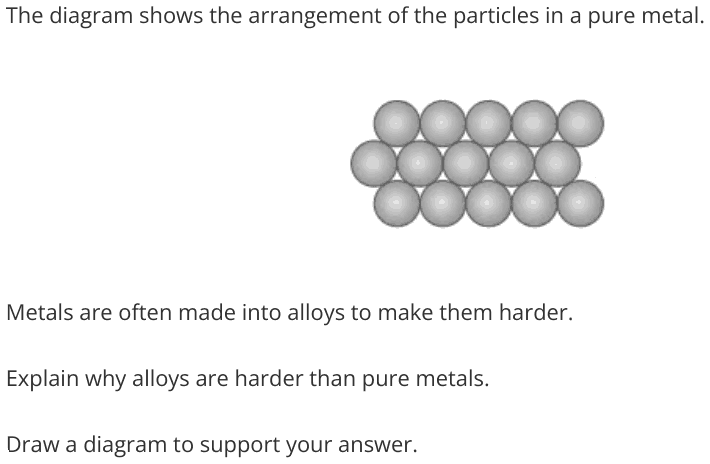 The diagram shows the arrangement of the particles in a pure metal.
Metals are often made into alloys to make them harder.
Explain why alloys are harder than pure metals.
Draw a diagram to support your answer.